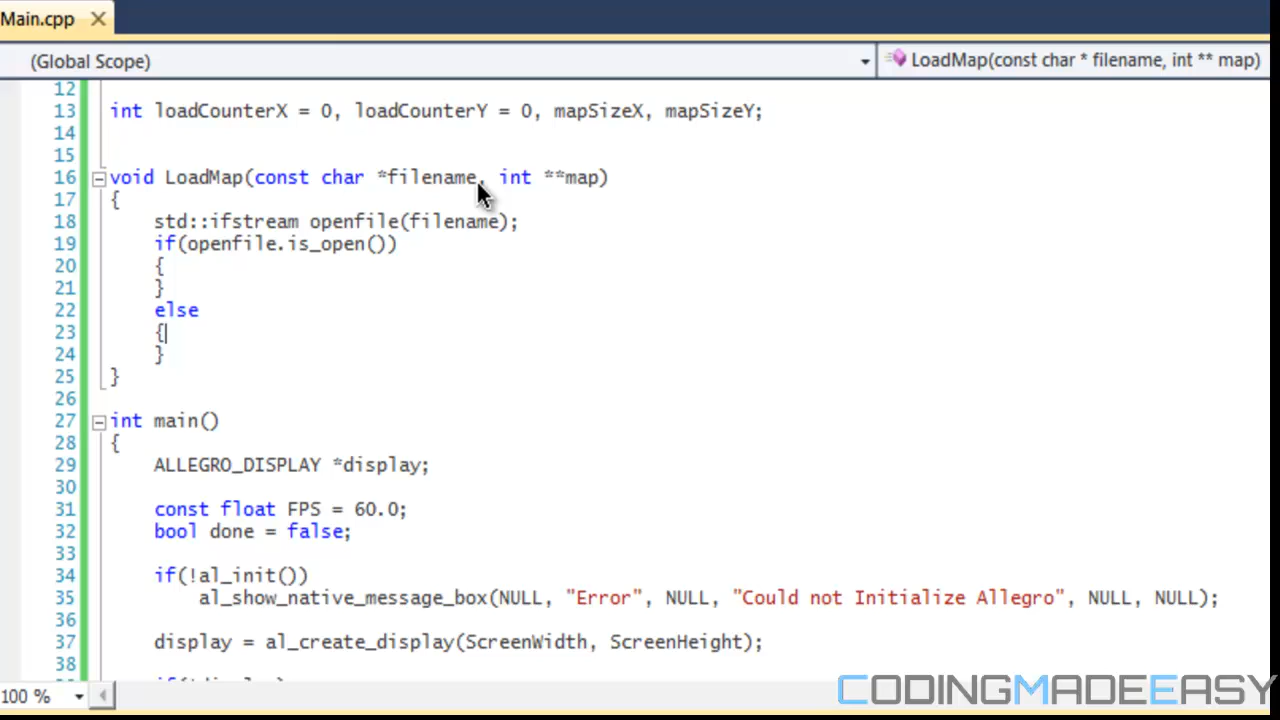 Main.cpp
(Global Scope)
LoadMap(const char * filename, int ** map)
12
13 int loadCounterX = 0, loadCounterY = 0, mapSizeX, mapSizeY;
14
15
16 void LoadMap(const char *filename, int **map)
17 {
18 std::ifstream openfile(filename);
19 if(openfile.is_open())
20 {
21 }
22 else
23 {
24 }
25 }
26
27 int main()
28 {
29 ALLEGRO_DISPLAY *display;
30
31 const float FPS = 60.0;
32 bool done = false;
33
34 if(!al_init())
35 al_show_native_message_box(NULL, "Error", NULL, "Could not Initialize Allegro", NULL, NULL);
36
37 display = al_create_display(ScreenWidth, ScreenHeight);
38
100 %
CODINGMADEEASY